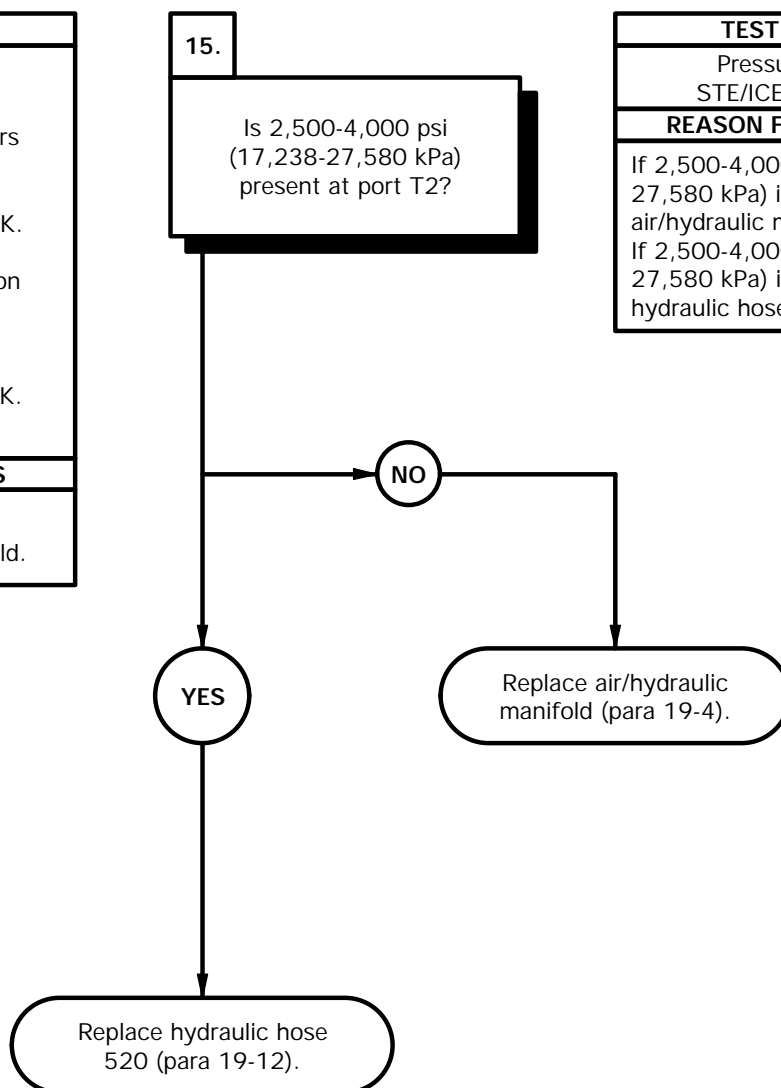 rs
K.
on
K.
S
ld.
15.
Is 2,500-4,000 psi
(17,238-27,580 kPa)
present at port T2?
TEST
Pressu
STE/ICE
REASON F
If 2,500-4,00
27,580 kPa) i
air/hydraulic m
If 2,500-4,00
27,580 kPa) i
hydraulic hose
NO
YES
Replace air/hydraulic
manifold (para 19-4).
Replace hydraulic hose
520 (para 19-12).